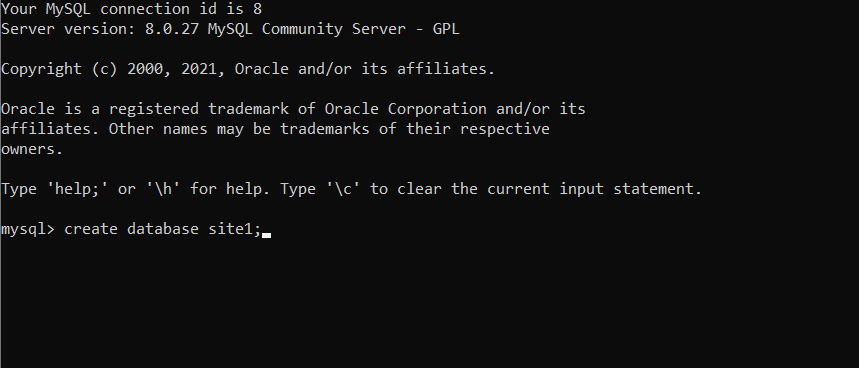 Your MySQL connection id is 8
Server version: 8.0.27 MySQL Community Server - GPL
Copyright (c) 2000, 2021, Oracle and/or its affiliates.
Oracle is a registered trademark of Oracle Corporation and/or its
affiliates. Other names may be trademarks of their respective
owners.
Type 'help;' or '\h' for help. Type '\c' to clear the current input statement.
mysql> create database site1;